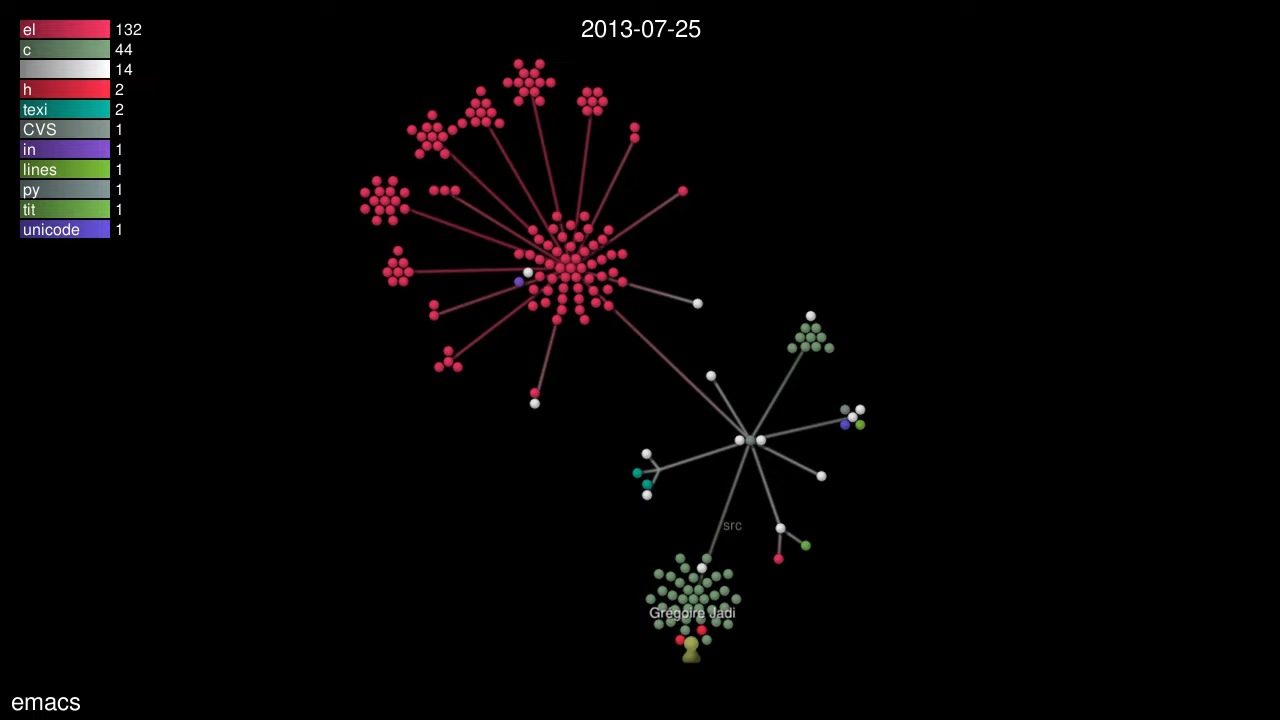 2013-07-25
el 132
c 44
14
h 2
texi 2
CVS 1
in 1
lines 1
py 1
tit 1
unicode 1
src
Grégoire Jadi
emacs